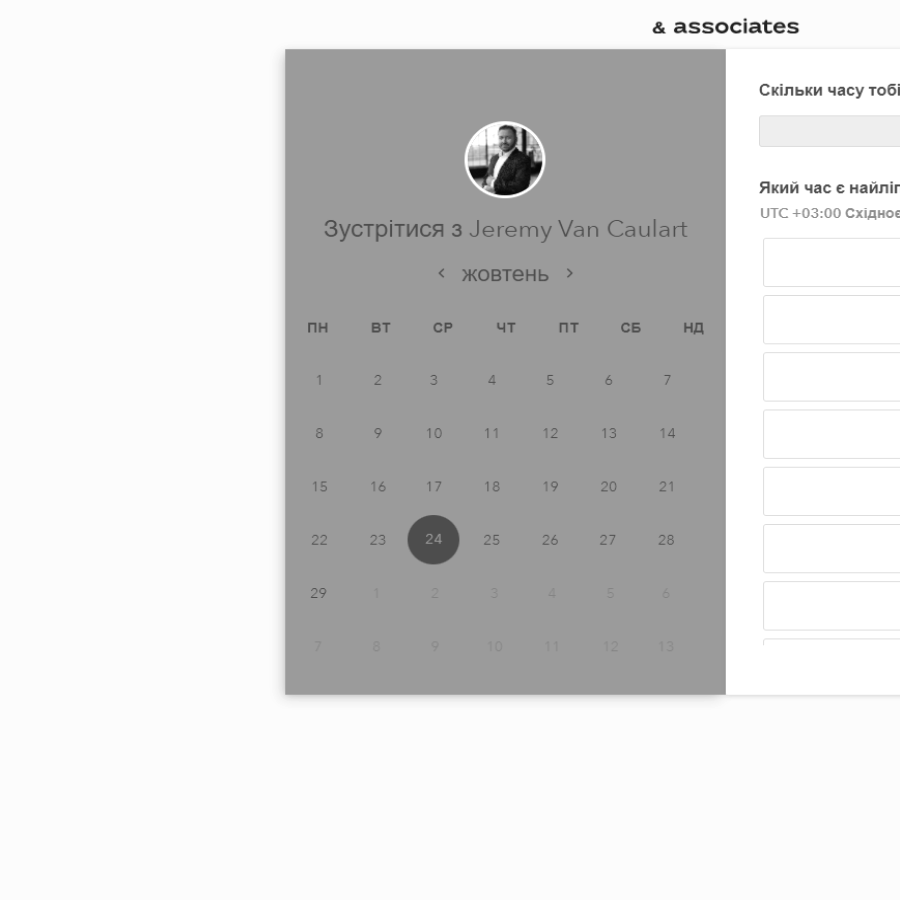 & associates
Зустрітися з Jeremy Van Caulart
жовтень
ПН ВТ СР ЧТ ПТ СБ НД
1 2 3 4 5 6 7
8 9 10 11 12 13 14
15 16 17 18 19 20 21
22 23 24 25 26 27 28
29 1 2 3 4 5 6
7 8 9 10 11 12 13
Скільки часу тобі
Який час є
UTC +03:00